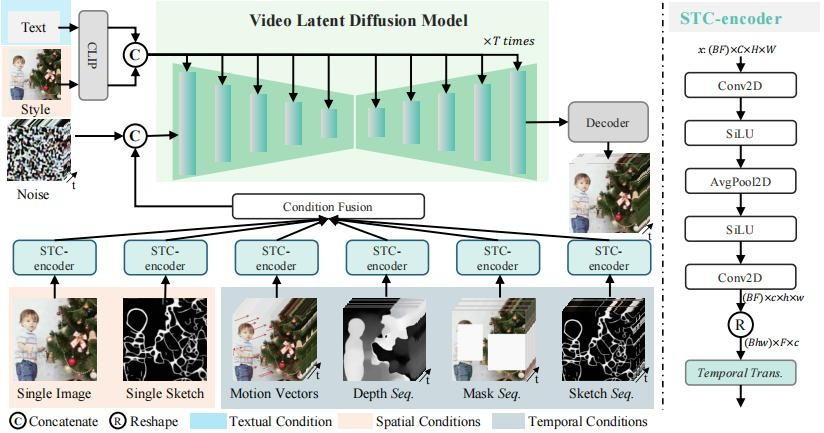 Video Latent Diffusion Model
×T times
Text
CLIP
C
Style
Noise
t
C
Decoder
t
Condition Fusion
STC-encoder
STC-encoder
STC-encoder
STC-encoder
STC-encoder
STC-encoder
t
t
t
t
Single Image
Single Sketch
Motion Vectors
Depth Seq.
Mask Seq.
Sketch Seq.
C Concatenate
R Reshape
Textual Condition
Spatial Conditions
Temporal Conditions
STC-encoder
x: (BF)×C×H×W
Conv2D
SiLU
AvgPool2D
SiLU
Conv2D
(BF)×c×h×w
R
(Bhw)×F×c
Temporal Trans.